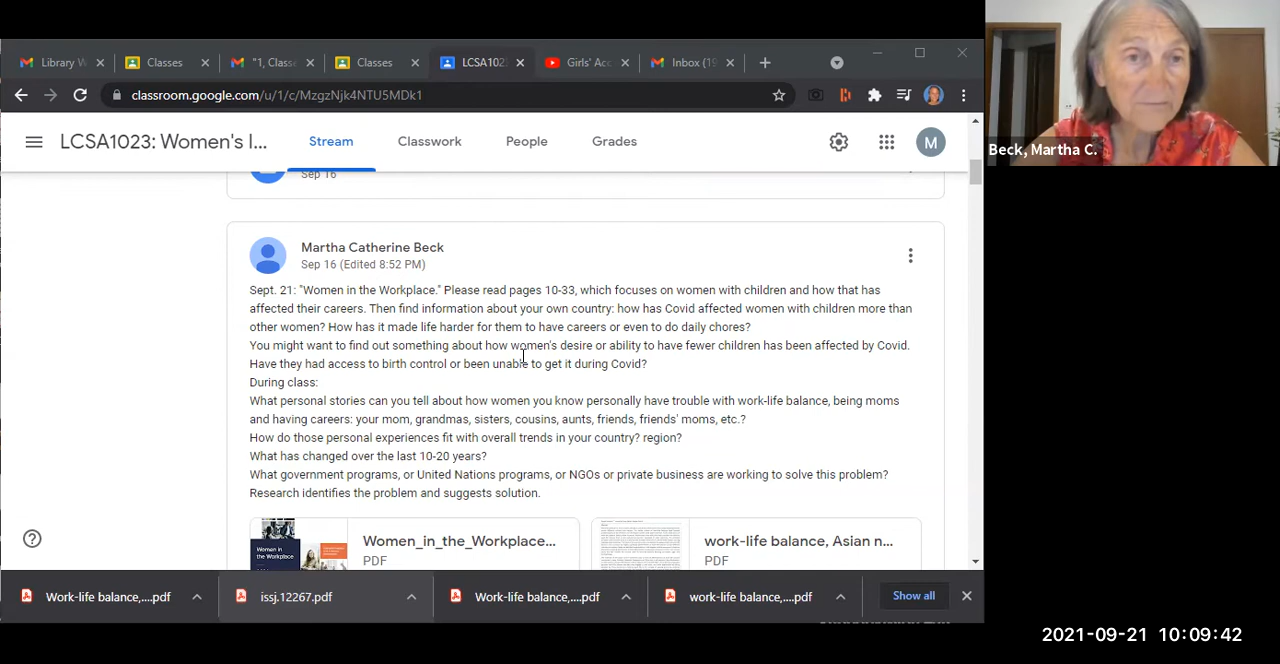 Library W
Classes
"1, Classe
Classes
LCSA102
Girls' Acc
Inbox (19
classroom.google.com/u/1/c/MzgzNjk4NTU5MDk1
Beck, Martha C.
LCSA1023: Women's I...
Stream
Classwork
People
Grades
M
Sep 16
Martha Catherine Beck
Sep 16 (Edited 8:52 PM)
Sept. 21: "Women in the Workplace." Please read pages 10-33, which focuses on women with children and how that has
affected their careers. Then find information about your own country: how has Covid affected women with children more than
other women? How has it made life harder for them to have careers or even to do daily chores?
You might want to find out something about how women's desire or ability to have fewer children has been affected by Covid.
Have they had access to birth control or been unable to get it during Covid?
During class:
What personal stories can you tell about how women you know personally have trouble with work-life balance, being moms
and having careers: your mom, grandmas, sisters, cousins, aunts, friends, friends' moms, etc.?
How do those personal experiences fit with overall trends in your country? region?
What has changed over the last 10-20 years?
What government programs, or United Nations programs, or NGOs or private business are working to solve this problem?
Research identifies the problem and suggests solution.
Women in the
Workplace
Women_in_the_Workplace...
PDF
work-life balance, Asian n...
PDF
Work-life balance,....pdf
issj.12267.pdf
Work-life balance,....pdf
work-life balance,....pdf
Show all
2021-09-21 10:09:42